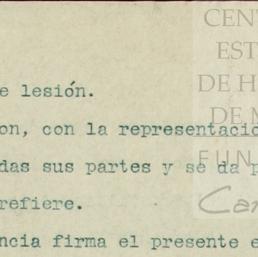 CEN
EST
DE H
DE M
FUN
Car
e lesión.
on, con la representacio
das sus partes y se da p
refiere.
ncia firma el presente e